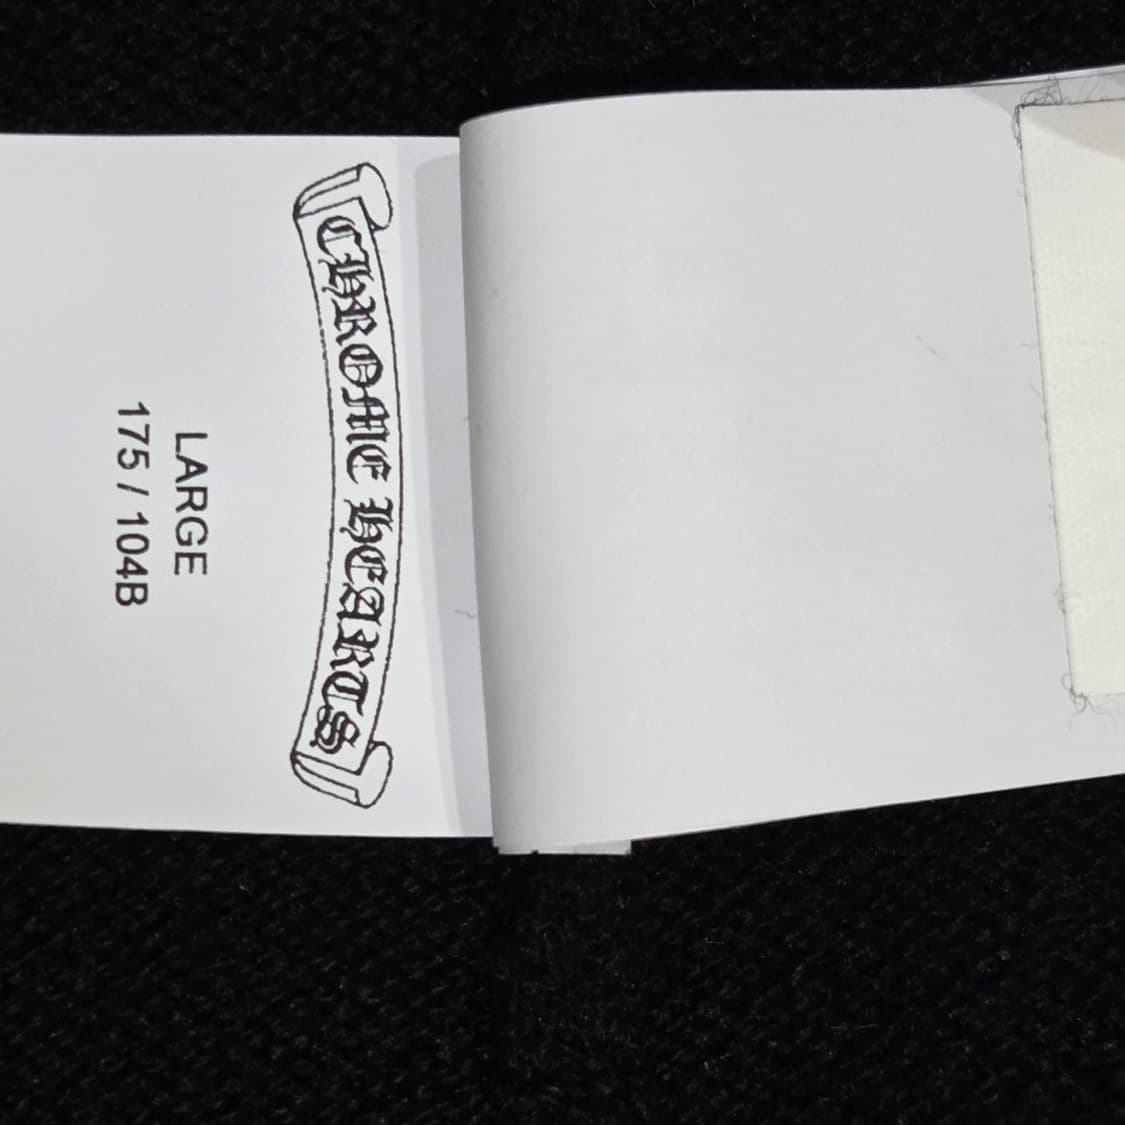 CHROME HEARTS
LARGE
175 / 104B